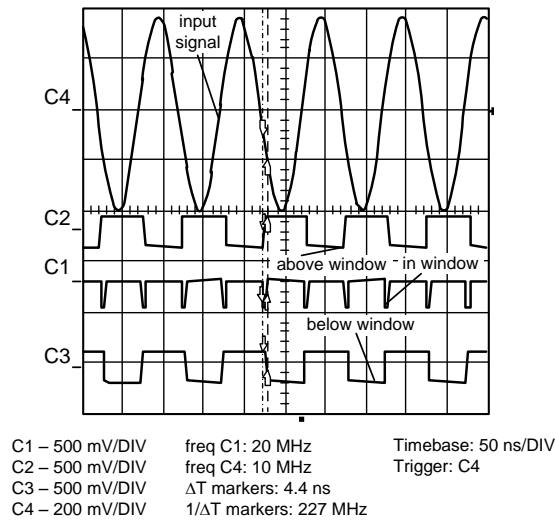 input
signal
C4
C2
above window
in window
C1
below window
C3
C1 – 500 mV/DIV freq C1: 20 MHz Timebase: 50 ns/DIV
C2 – 500 mV/DIV freq C4: 10 MHz Trigger: C4
C3 – 500 mV/DIV ΔT markers: 4.4 ns
C4 – 200 mV/DIV 1/ΔT markers: 227 MHz